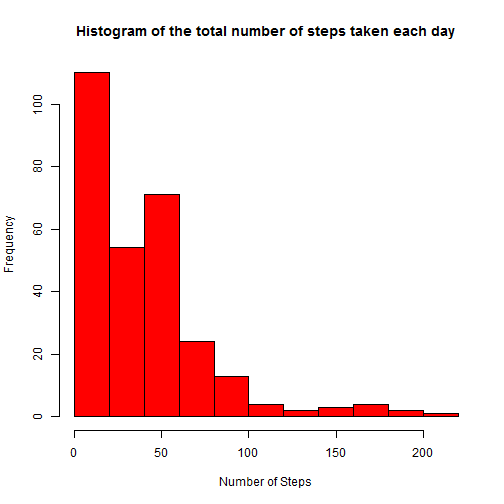 Histogram of the total number of steps taken each day
100
80
60
40
20
0
Frequency
0 50 100 150 200
Number of Steps